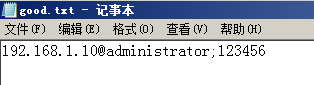 good.txt - 记事本
文件(F) 编辑(E) 格式(O) 查看(V) 帮助(H)
192.168.1.10@administrator;123456